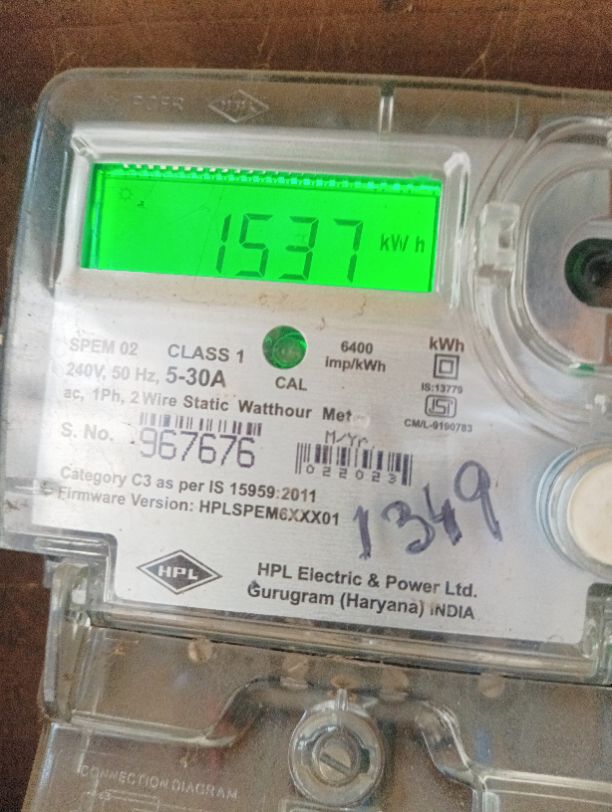 HPL
1537 kWh
SPEM 02 CLASS 1 6400 imp/kWh kWh
240V, 50 Hz, 5-30A CAL IS:13779
ac, 1Ph, 2 Wire Static Watthour Met
CM/L-9190783
S. No. 967676 M/Yr. 022023
Category C3 as per IS 15959:2011
Firmware Version: HPLSPEM6XXX01
1349
HPL
HPL Electric & Power Ltd.
Gurugram (Haryana) INDIA
CONNECTION DIAGRAM